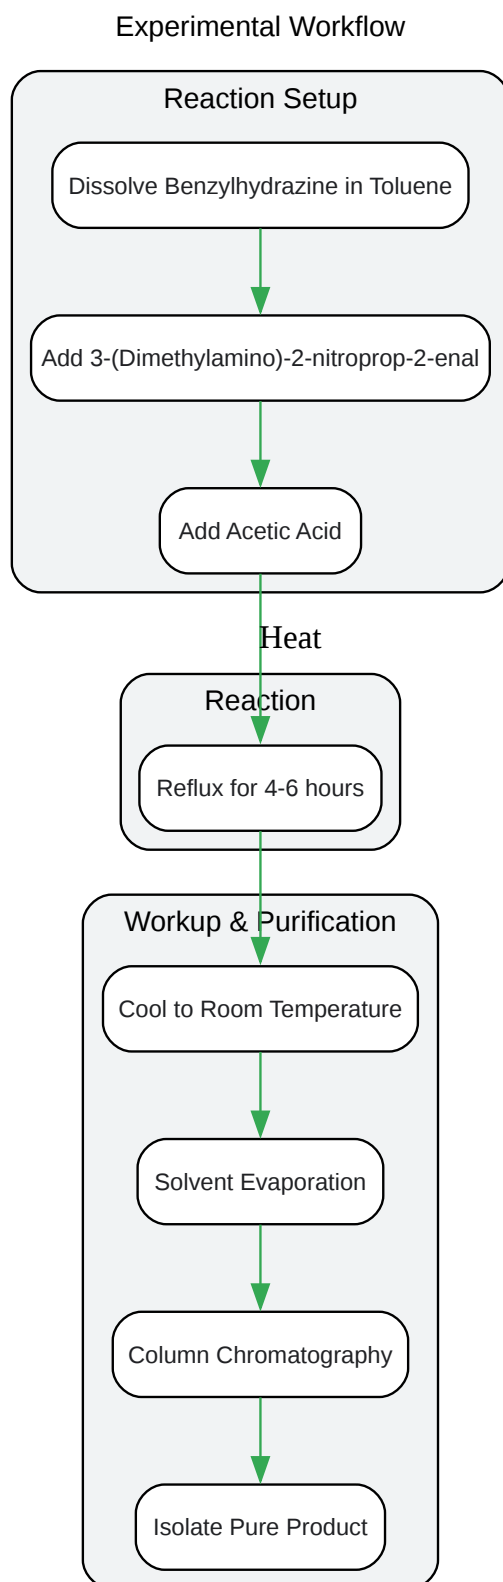 Experimental Workflow
Reaction Setup
Dissolve Benzylhydrazine in Toluene
Add 3-(Dimethylamino)-2-nitroprop-2-enal
Add Acetic Acid
Heat
Reaction
Reflux for 4-6 hours
Workup & Purification
Cool to Room Temperature
Solvent Evaporation
Column Chromatography
Isolate Pure Product